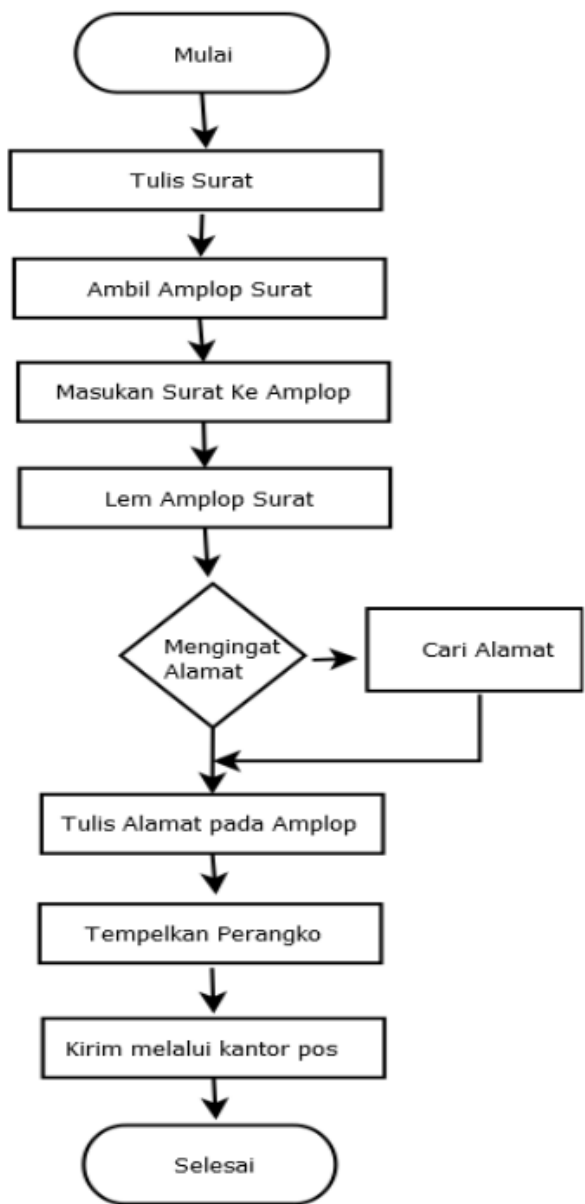 Mulai
Tulis Surat
Ambil Amplop Surat
Masukan Surat Ke Amplop
Lem Amplop Surat
Mengingat
Alamat
Cari Alamat
Tulis Alamat pada Amplop
Tempelkan Perangko
Kirim melalui kantor pos
Selesai